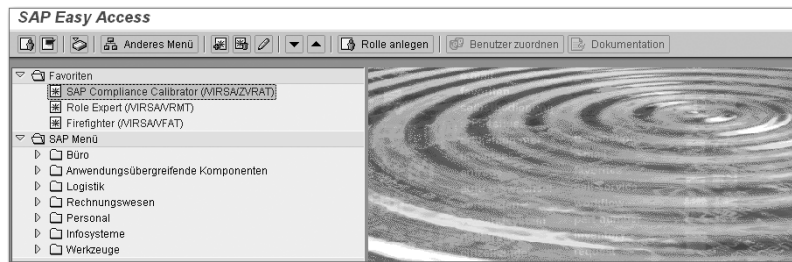 SAP Easy Access
Anderes Menü Rolle anlegen Benutzer zuordnen Dokumentation
Favoriten
SAP Compliance Calibrator (/VIRSA/ZVRAT)
Role Expert (/VIRSA/VRMT)
Firefighter (/VIRSA/VFAT)
SAP Menü
Büro
Anwendungsübergreifende Komponenten
Logistik
Rechnungswesen
Personal
Infosysteme
Werkzeuge